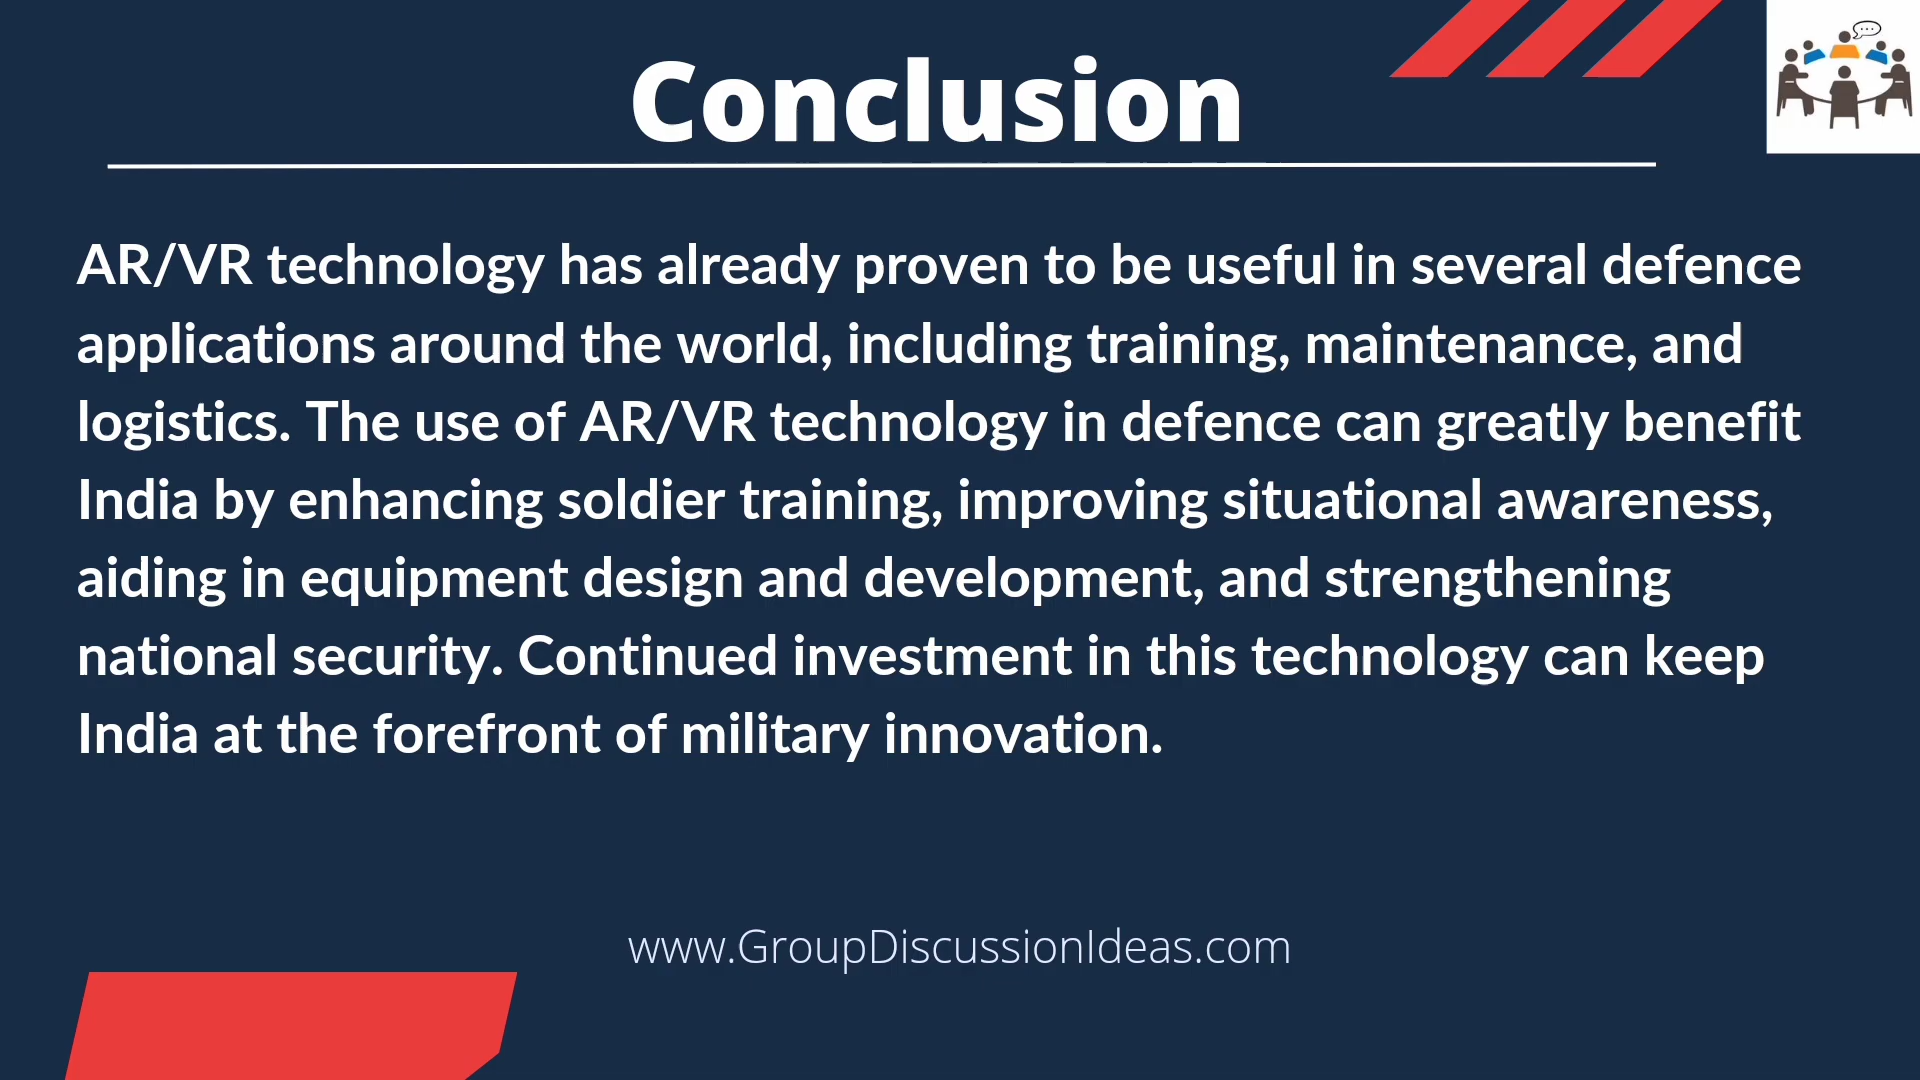 Conclusion
AR/VR technology has already proven to be useful in several defence
applications around the world, including training, maintenance, and
logistics. The use of AR/VR technology in defence can greatly benefit
India by enhancing soldier training, improving situational awareness,
aiding in equipment design and development, and strengthening
national security. Continued investment in this technology can keep
India at the forefront of military innovation.
www.GroupDiscussionIdeas.com